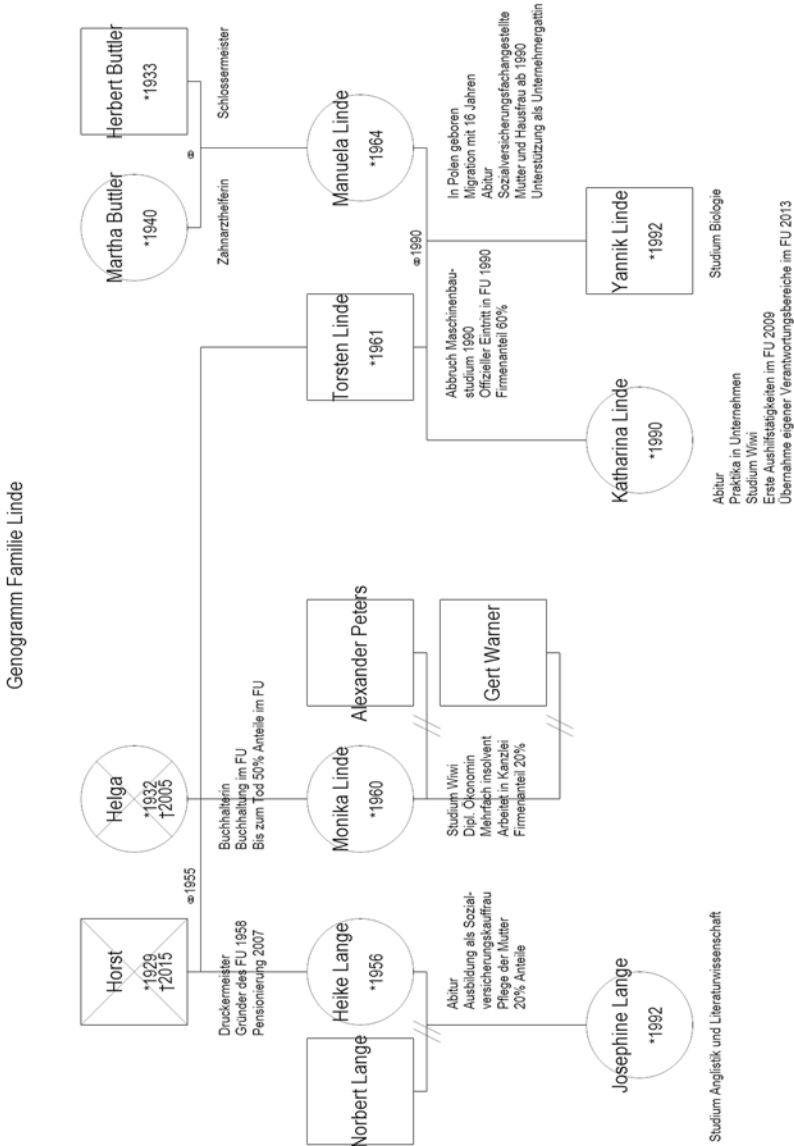 Genogramm Familie Linde
Horst
*1929
†2015
Druckermeister
Gründer des FU 1958
Pensionierung 2007
⚭1955
Helga
*1932
†2005
Buchhalterin
Buchhaltung im FU
Bis zum Tod 50% Anteile im FU
Martha Buttler
*1940
Zahnarzthelferin
⚭
Herbert Buttler
*1933
Schlossermeister
Norbert Lange
Heike Lange
*1956
Abitur
Ausbildung als Sozial-
versicherungskauffrau
Pflege der Mutter
20% Anteile
Monika Linde
*1960
Studium Wiwi
Dipl. Ökonomin
Mehrfach insolvent
Arbeitet in Kanzlei
Firmenanteil 20%
Alexander Peters
Gert Warner
Torsten Linde
*1961
Abbruch Maschinenbau-
studium 1990
Offizieller Eintritt in FU 1990
Firmenanteil 60%
⚭1990
Manuela Linde
*1964
In Polen geboren
Migration mit 16 Jahren
Abitur
Sozialversicherungsfachangestellte
Mutter und Hausfrau ab 1990
Unterstützung als Unternehmergattin
Josephine Lange
*1992
Studium Anglistik und Literaturwissenschaft
Katharina Linde
*1990
Abitur
Praktika in Unternehmen
Studium Wiwi
Erste Aushilfstätigkeiten im FU 2009
Übernahme eigener Verantwortungsbereiche im FU 2013
Yannik Linde
*1992
Studium Biologie